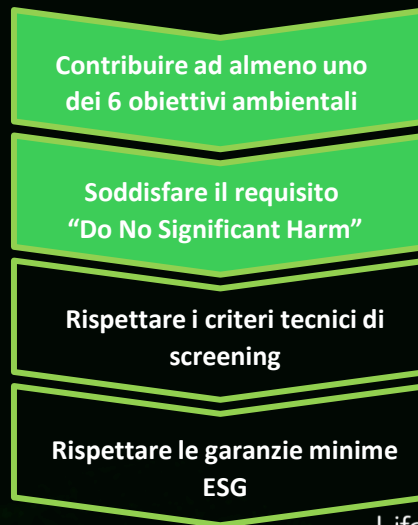 Contribuire ad almeno uno
dei 6 obiettivi ambientali
Soddisfare il requisito
“Do No Significant Harm”
Rispettare i criteri tecnici di
screening
Rispettare le garanzie minime
ESG